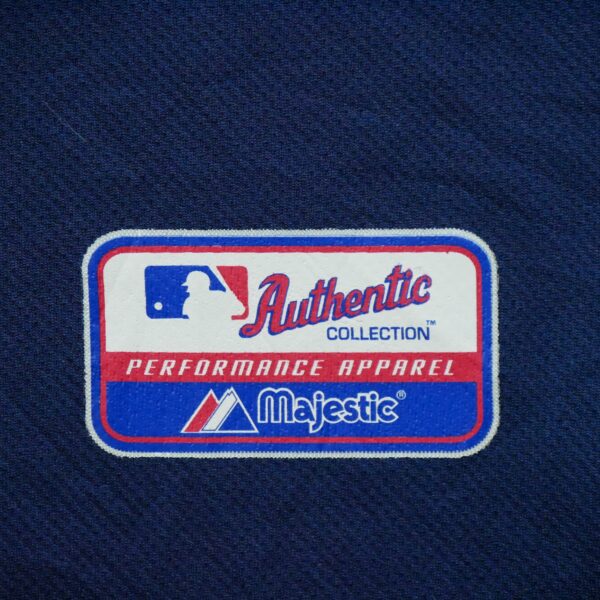 Authentic
COLLECTION™
PERFORMANCE APPAREL
Majestic®